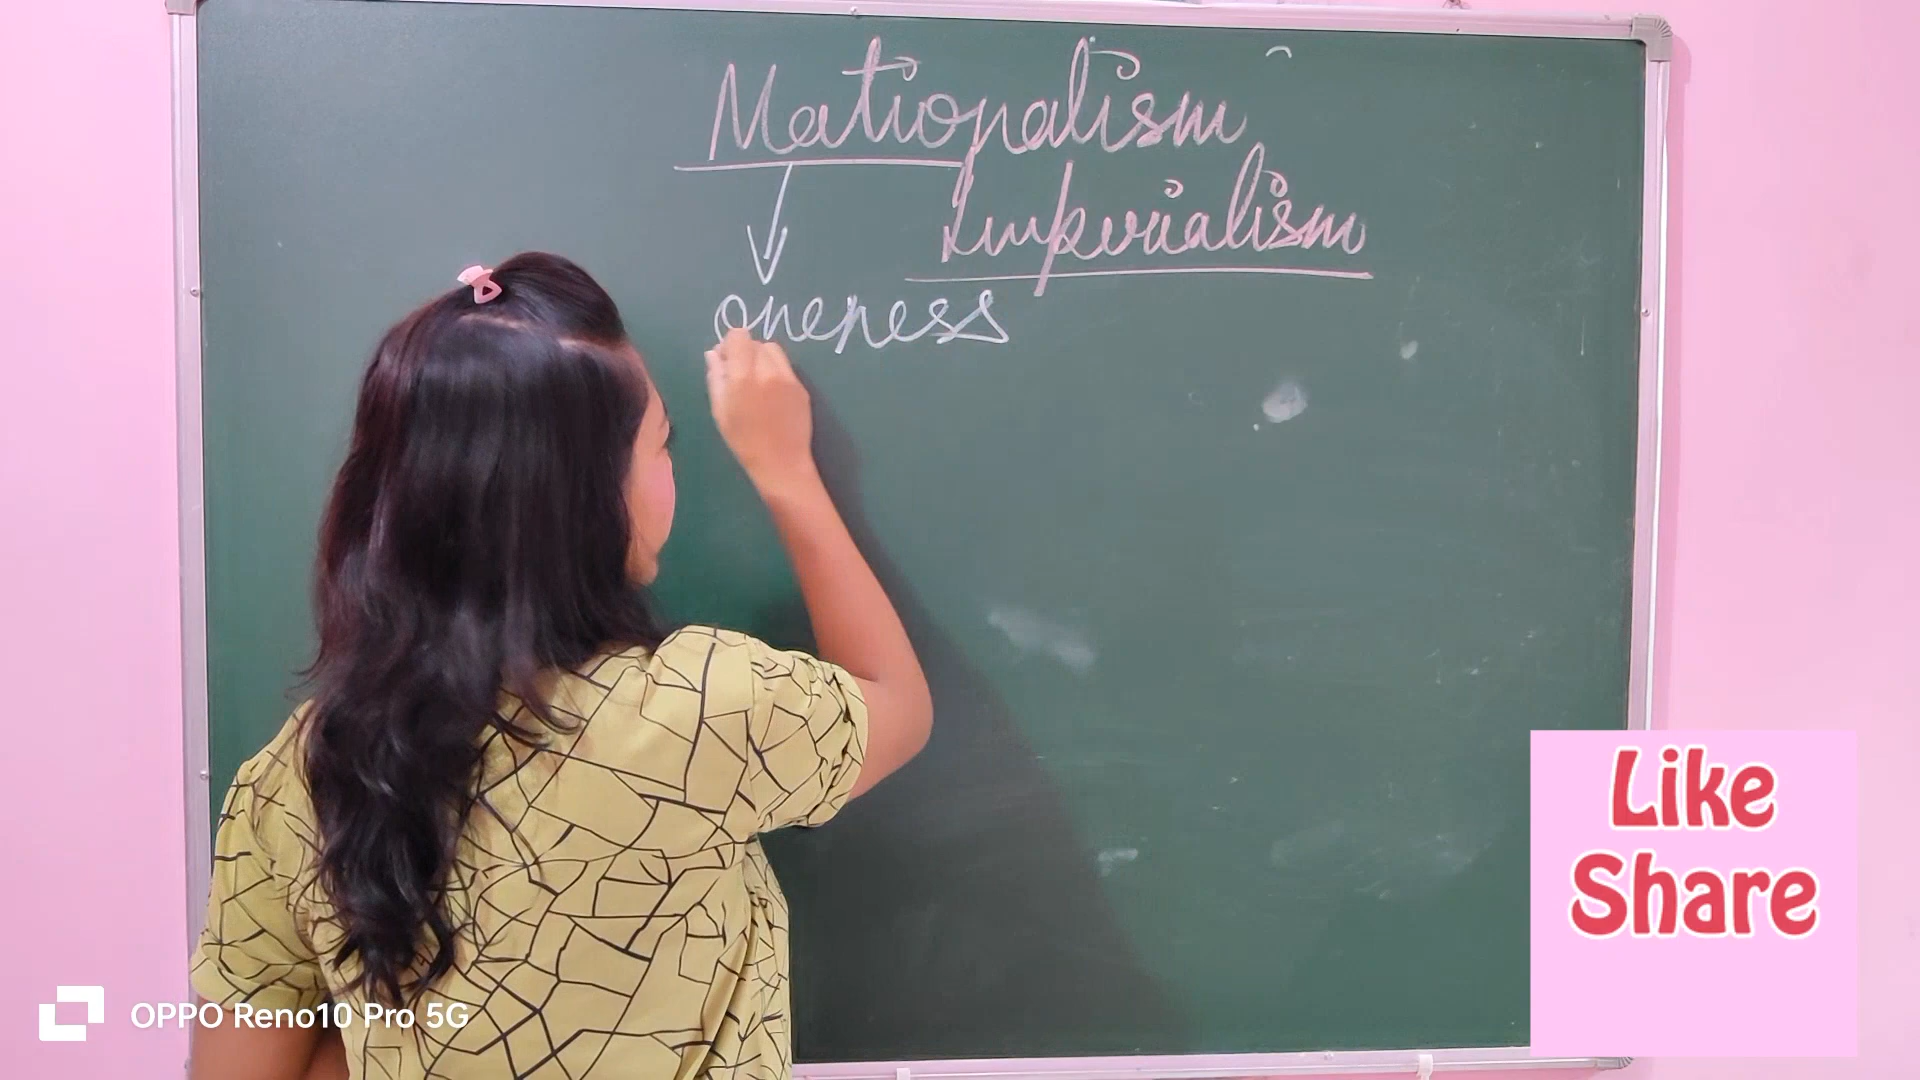 Nationalism
Imperialism
oneness
Like
Share
OPPO Reno10 Pro 5G